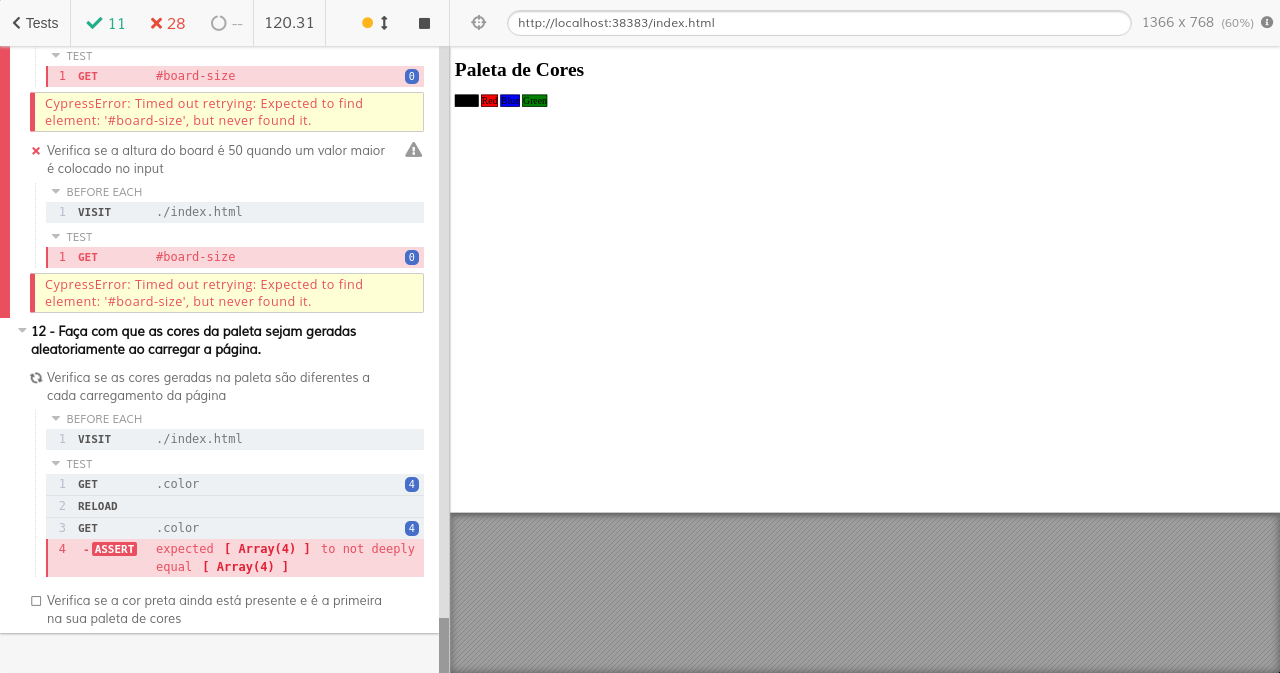 Tests
11
28
--
120.31
http://localhost:38383/index.html
1366 x 768 (60%)
TEST
1 GET #board-size 0
CypressError: Timed out retrying: Expected to find
element: '#board-size', but never found it.
Verifica se a altura do board é 50 quando um valor maior
é colocado no input
BEFORE EACH
1 VISIT ./index.html
TEST
1 GET #board-size 0
CypressError: Timed out retrying: Expected to find
element: '#board-size', but never found it.
12 - Faça com que as cores da paleta sejam geradas
aleatoriamente ao carregar a página.
Verifica se as cores geradas na paleta são diferentes a
cada carregamento da página
BEFORE EACH
1 VISIT ./index.html
TEST
1 GET .color 4
2 RELOAD
3 GET .color 4
4 - ASSERT expected [ Array(4) ] to not deeply
equal [ Array(4) ]
Verifica se a cor preta ainda está presente e é a primeira
na sua paleta de cores
Paleta de Cores
Red Blue Green